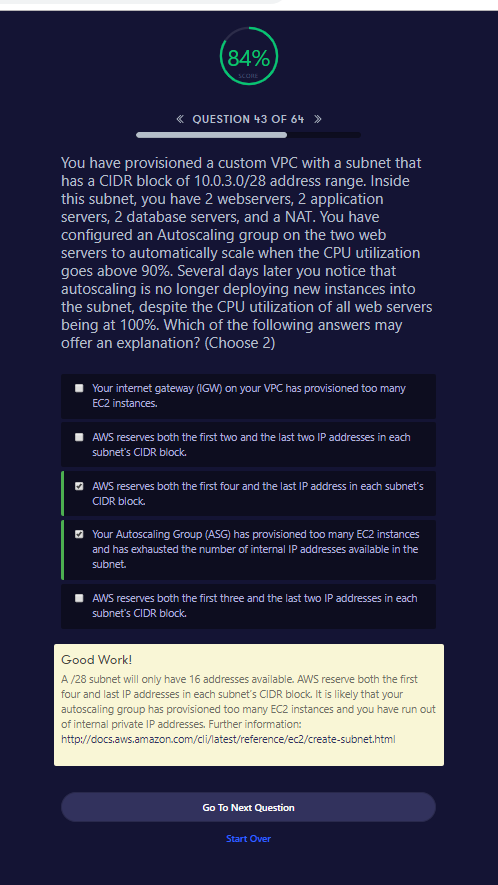 84%
SCORE
« QUESTION 43 OF 64 »
You have provisioned a custom VPC with a subnet that
has a CIDR block of 10.0.3.0/28 address range. Inside
this subnet, you have 2 webservers, 2 application
servers, 2 database servers, and a NAT. You have
configured an Autoscaling group on the two web
servers to automatically scale when the CPU utilization
goes above 90%. Several days later you notice that
autoscaling is no longer deploying new instances into
the subnet, despite the CPU utilization of all web servers
being at 100%. Which of the following answers may
offer an explanation? (Choose 2)
Your internet gateway (IGW) on your VPC has provisioned too many
EC2 instances.
AWS reserves both the first two and the last two IP addresses in each
subnet's CIDR block.
AWS reserves both the first four and the last IP address in each subnet's
CIDR block.
Your Autoscaling Group (ASG) has provisioned too many EC2 instances
and has exhausted the number of internal IP addresses available in the
subnet.
AWS reserves both the first three and the last two IP addresses in each
subnet's CIDR block.
Good Work!
A /28 subnet will only have 16 addresses available. AWS reserve both the first
four and last IP addresses in each subnet's CIDR block. It is likely that your
autoscaling group has provisioned too many EC2 instances and you have run out
of internal private IP addresses. Further information:
http://docs.aws.amazon.com/cli/latest/reference/ec2/create-subnet.html
Go To Next Question
Start Over